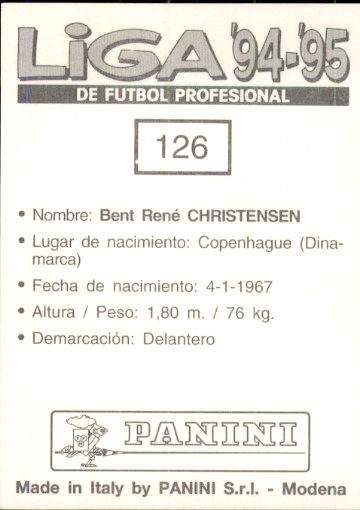 LiGA '94-'95
DE FUTBOL PROFESIONAL
126
• Nombre: Bent René CHRISTENSEN
• Lugar de nacimiento: Copenhague (Dina-
marca)
• Fecha de nacimiento: 4-1-1967
• Altura / Peso: 1,80 m. / 76 kg.
• Demarcación: Delantero
PANINI
Made in Italy by PANINI S.r.l. - Modena